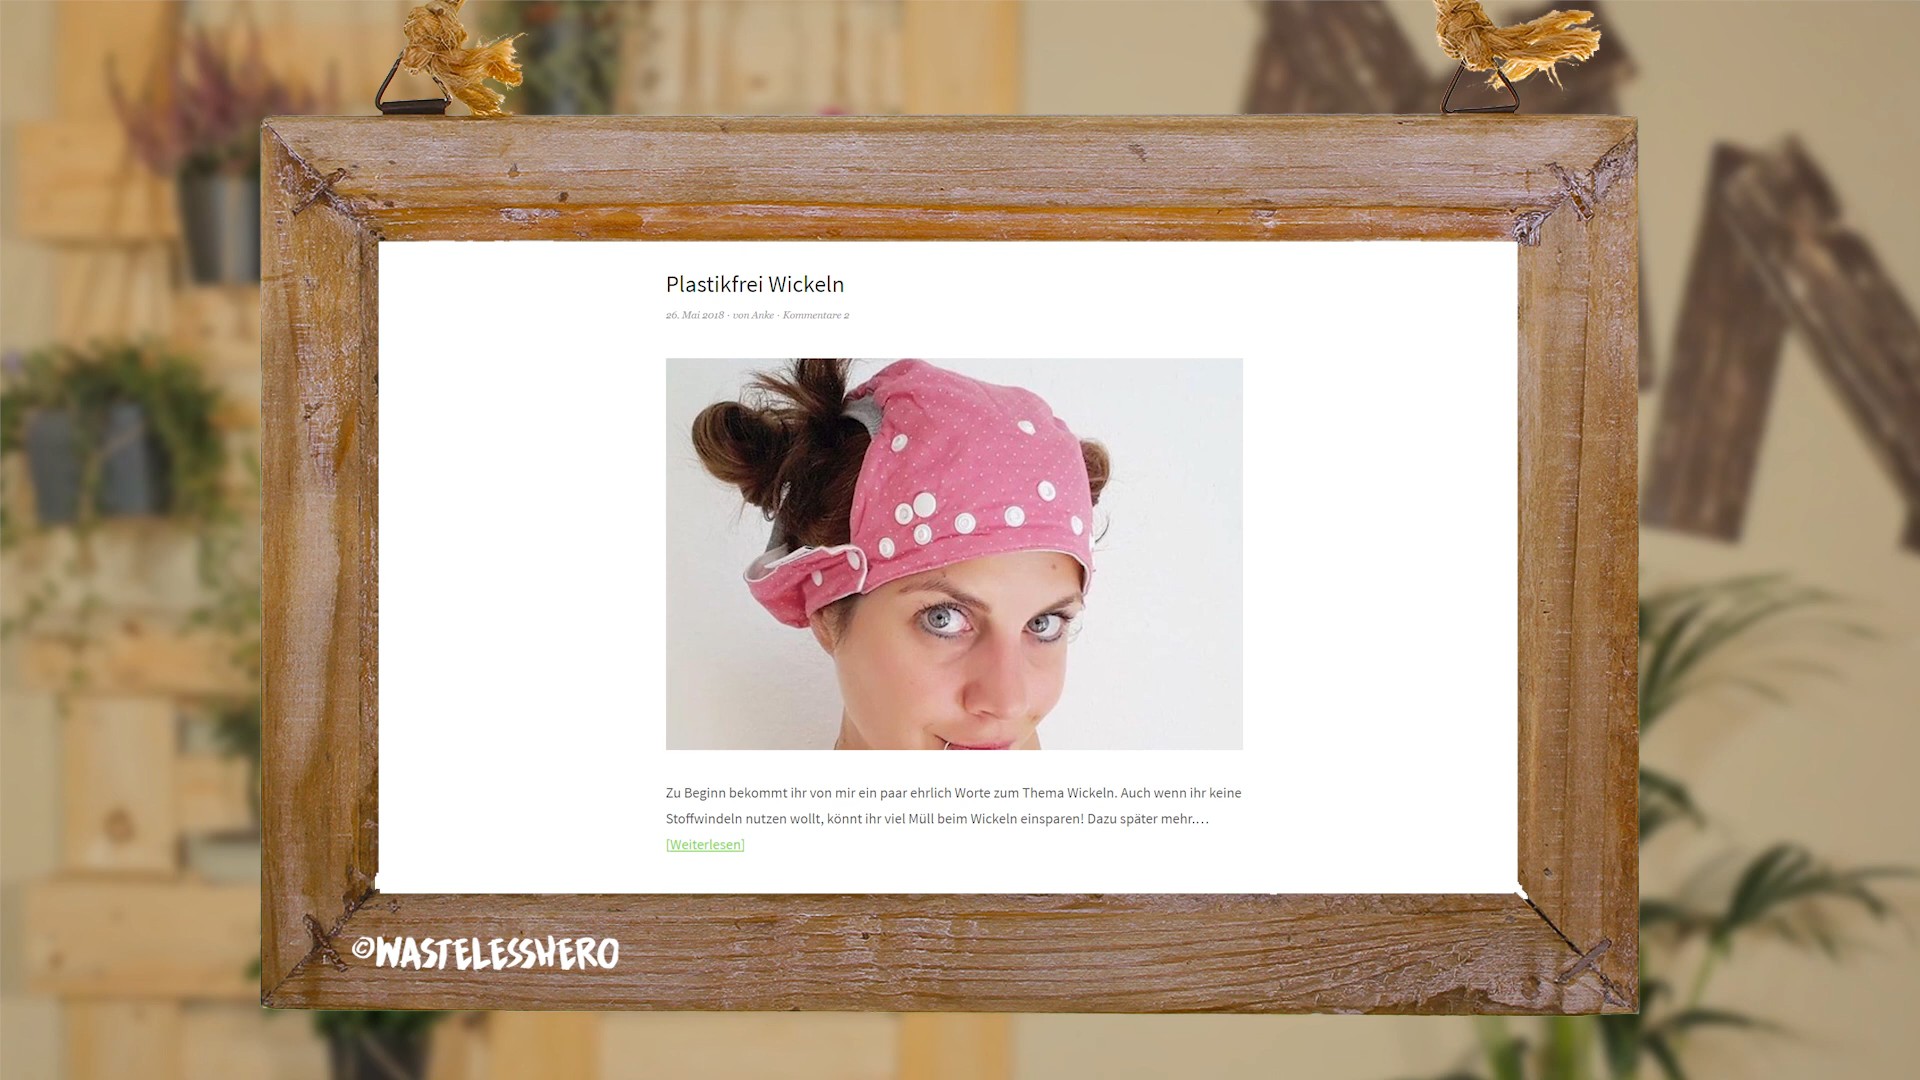 Plastikfrei Wickeln
26. Mai 2018 · von Anke · Kommentare 2
Zu Beginn bekommt ihr von mir ein paar ehrlich Worte zum Thema Wickeln. Auch wenn ihr keine
Stoffwindeln nutzen wollt, könnt ihr viel Müll beim Wickeln einsparen! Dazu später mehr.…
[Weiterlesen]
©WASTELESSHERO